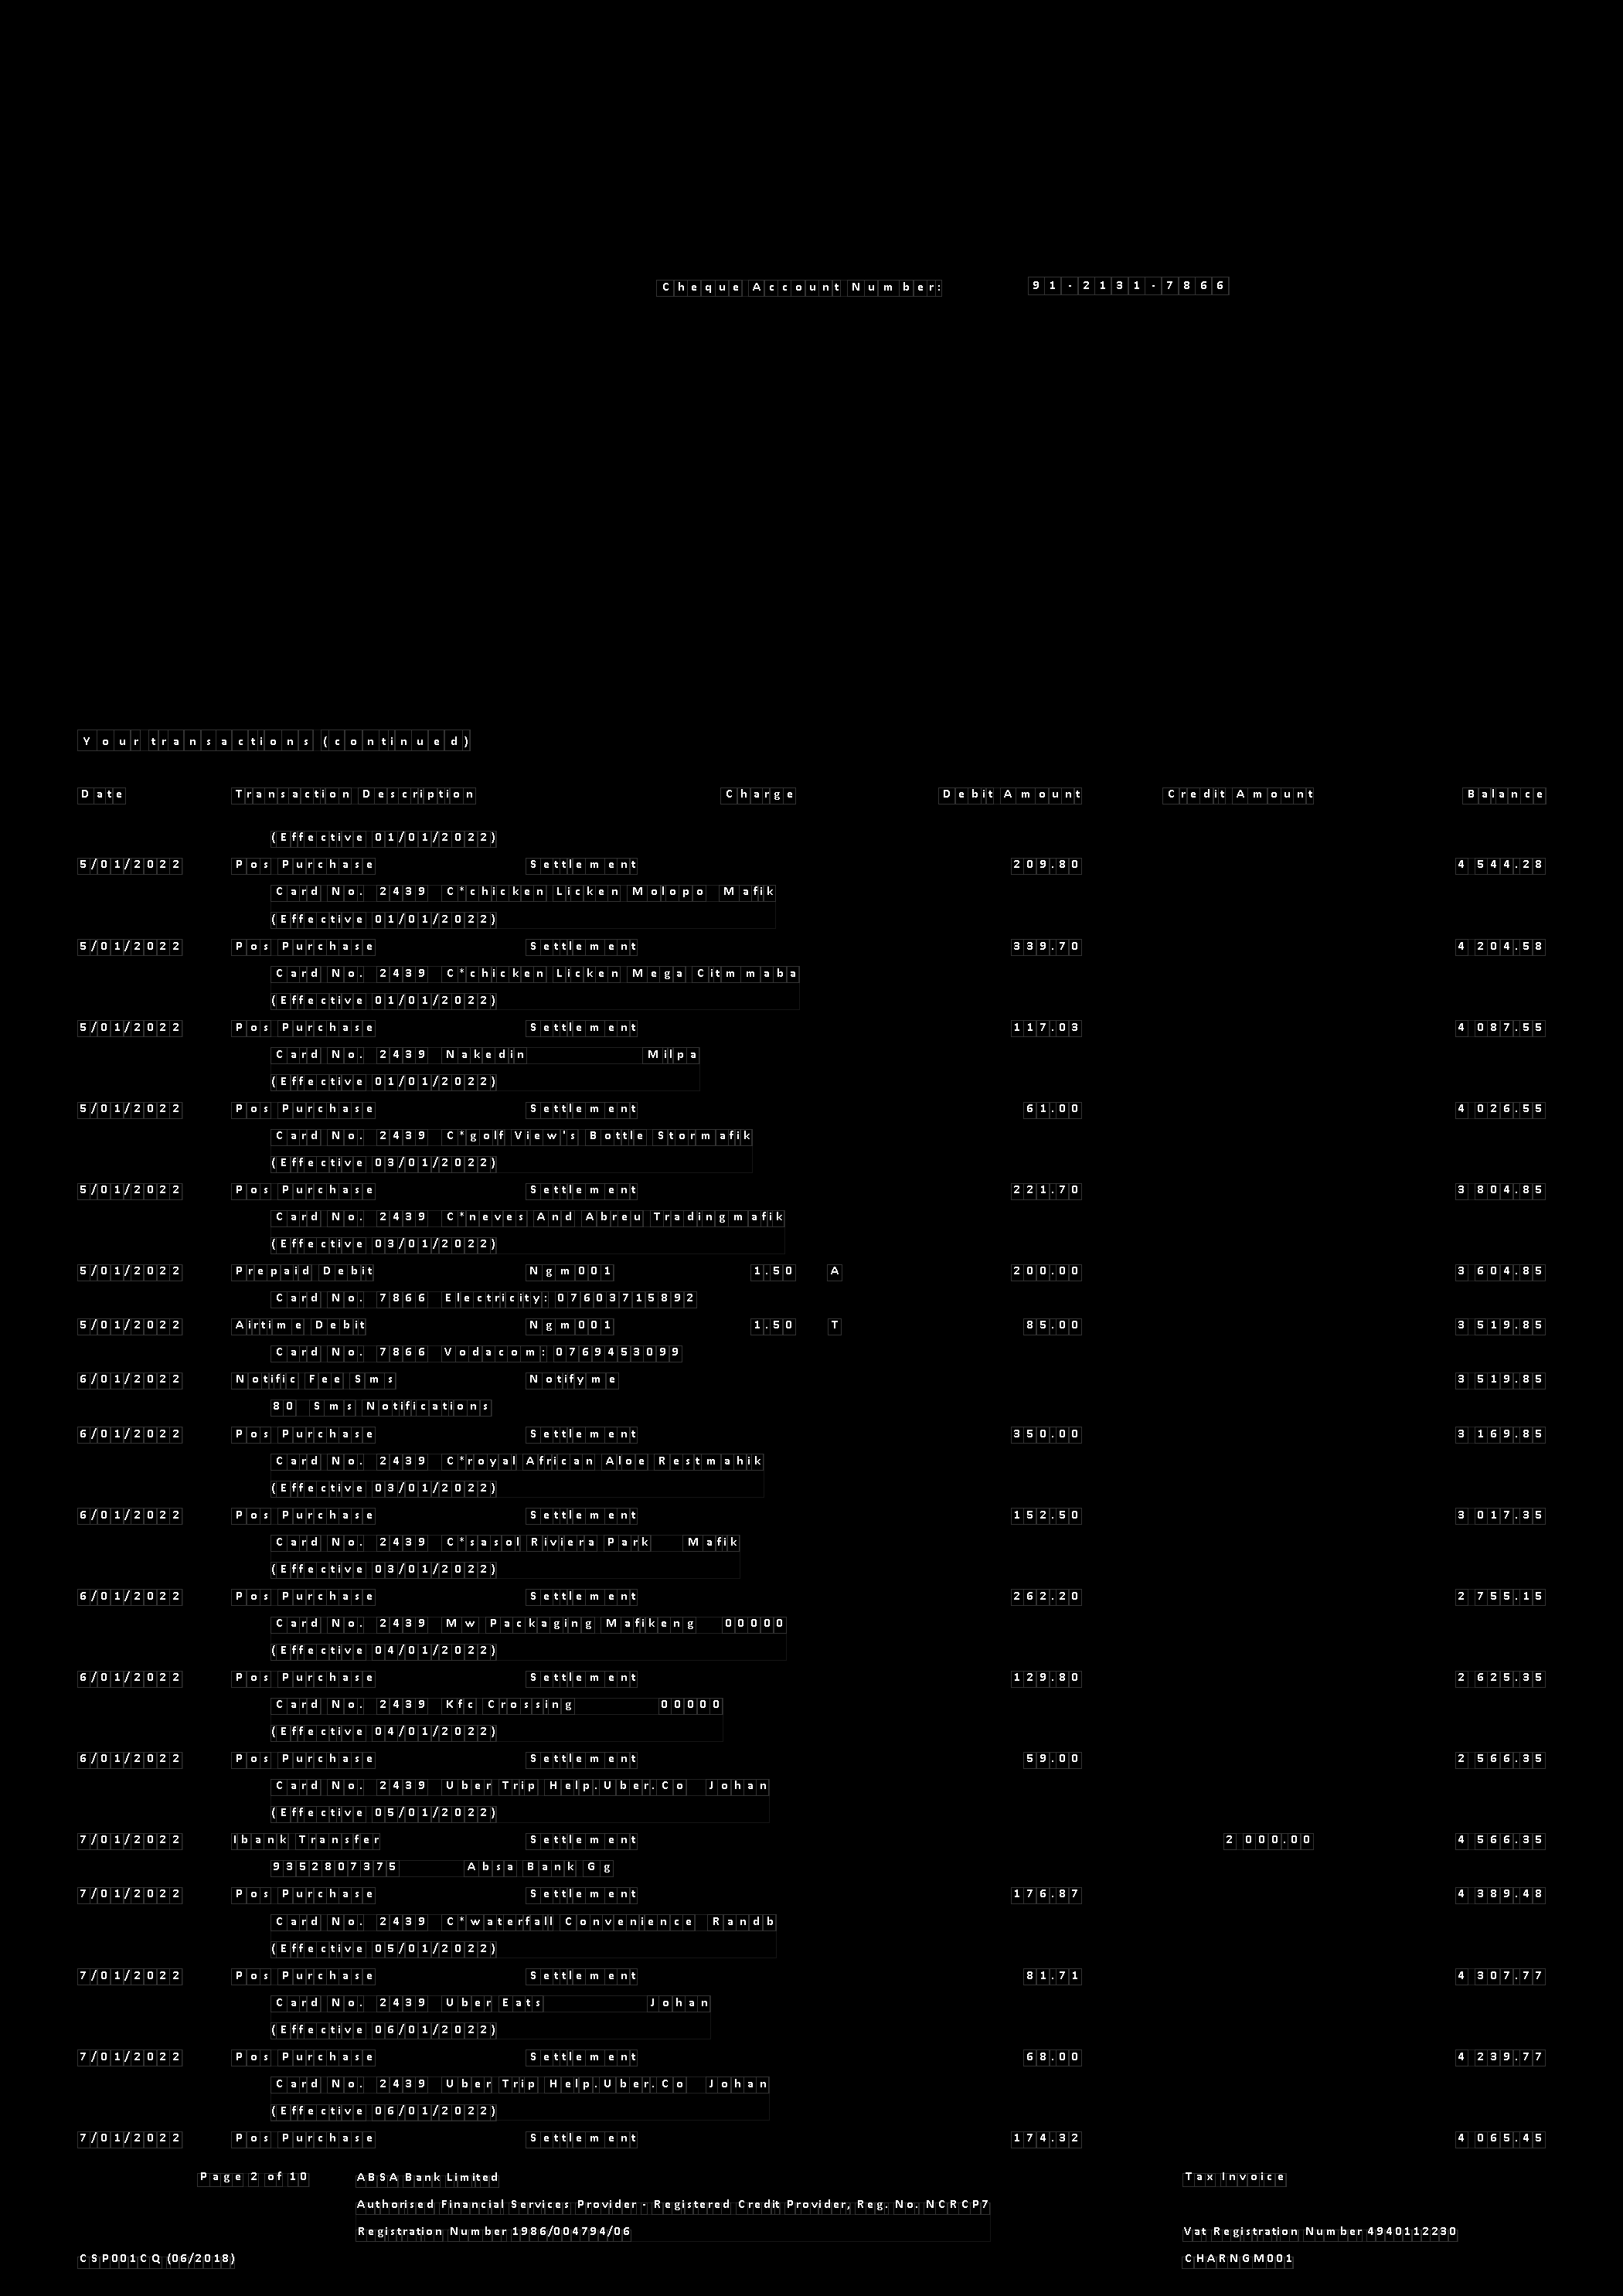 Cheque Account Number: 91-2131-7866
Your transactions (continued)
Date Transaction Description Charge Debit Amount Credit Amount Balance
(Effective 01/01/2022)
5/01/2022 Pos Purchase Settlement 209.80 4 544.28
Card No. 2439 C*chicken Licken Molopo Mafik
(Effective 01/01/2022)
5/01/2022 Pos Purchase Settlement 339.70 4 204.58
Card No. 2439 C*chicken Licken Mega Citmmaba
(Effective 01/01/2022)
5/01/2022 Pos Purchase Settlement 117.03 4 087.55
Card No. 2439 Nakedin Milpa
(Effective 01/01/2022)
5/01/2022 Pos Purchase Settlement 61.00 4 026.55
Card No. 2439 C*golf View's Bottle Stormafik
(Effective 03/01/2022)
5/01/2022 Pos Purchase Settlement 221.70 3 804.85
Card No. 2439 C*neves And Abreu Tradingmafik
(Effective 03/01/2022)
5/01/2022 Prepaid Debit Ngm001 1.50 A 200.00 3 604.85
Card No. 7866 Electricity: 07603715892
5/01/2022 Airtime Debit Ngm001 1.50 T 85.00 3 519.85
Card No. 7866 Vodacom: 0769453099
6/01/2022 Notific Fee Sms Notifyme 3 519.85
80 Sms Notifications
6/01/2022 Pos Purchase Settlement 350.00 3 169.85
Card No. 2439 C*royal African Aloe Restmahik
(Effective 03/01/2022)
6/01/2022 Pos Purchase Settlement 152.50 3 017.35
Card No. 2439 C*sasol Riviera Park Mafik
(Effective 03/01/2022)
6/01/2022 Pos Purchase Settlement 262.20 2 755.15
Card No. 2439 Mw Packaging Mafikeng 00000
(Effective 04/01/2022)
6/01/2022 Pos Purchase Settlement 129.80 2 625.35
Card No. 2439 Kfc Crossing 00000
(Effective 04/01/2022)
6/01/2022 Pos Purchase Settlement 59.00 2 566.35
Card No. 2439 Uber Trip Help.Uber.Co Johan
(Effective 05/01/2022)
7/01/2022 Ibank Transfer Settlement 2 000.00 4 566.35
9352807375 Absa Bank Gg
7/01/2022 Pos Purchase Settlement 176.87 4 389.48
Card No. 2439 C*waterfall Convenience Randb
(Effective 05/01/2022)
7/01/2022 Pos Purchase Settlement 81.71 4 307.77
Card No. 2439 Uber Eats Johan
(Effective 06/01/2022)
7/01/2022 Pos Purchase Settlement 68.00 4 239.77
Card No. 2439 Uber Trip Help.Uber.Co Johan
(Effective 06/01/2022)
7/01/2022 Pos Purchase Settlement 174.32 4 065.45
Page 2 of 10 ABSA Bank Limited Tax Invoice
Authorised Financial Services Provider - Registered Credit Provider, Reg. No. NCRCP7
Registration Number 1986/004794/06 Vat Registration Number 4940112230
CSP001CQ (06/2018) CHARNGM001